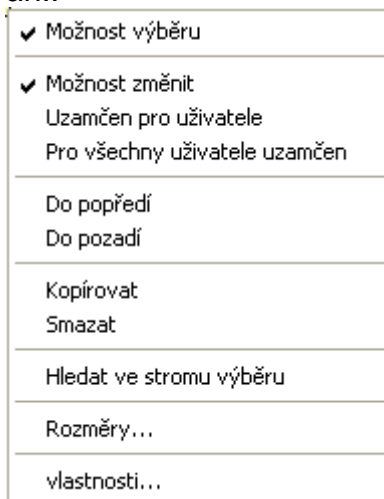 Možnost výběru
Možnost změnit
Uzamčen pro uživatele
Pro všechny uživatele uzamčen
Do popředí
Do pozadí
Kopírovat
Smazat
Hledat ve stromu výběru
Rozměry...
vlastnosti...